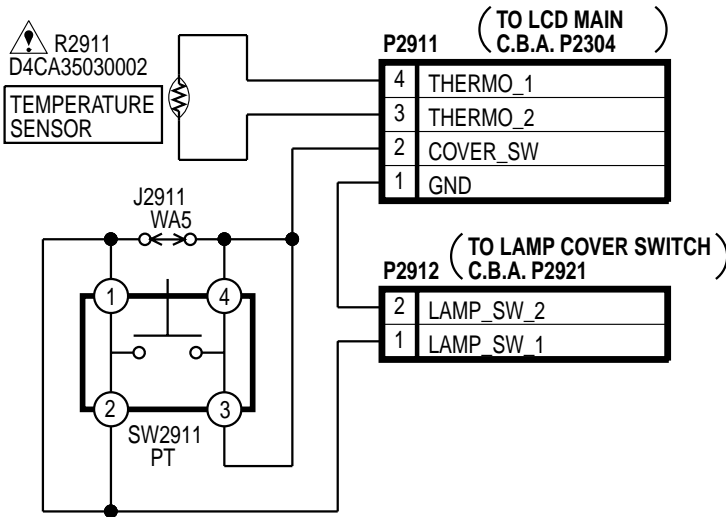 R2911
D4CA35030002
TEMPERATURE
SENSOR
P2911
(TO LCD MAIN
C.B.A. P2304)
4 THERMO_1
3 THERMO_2
2 COVER_SW
1 GND
J2911
WA5
1
4
2
3
SW2911
PT
P2912
(TO LAMP COVER SWITCH
C.B.A. P2921)
2 LAMP_SW_2
1 LAMP_SW_1